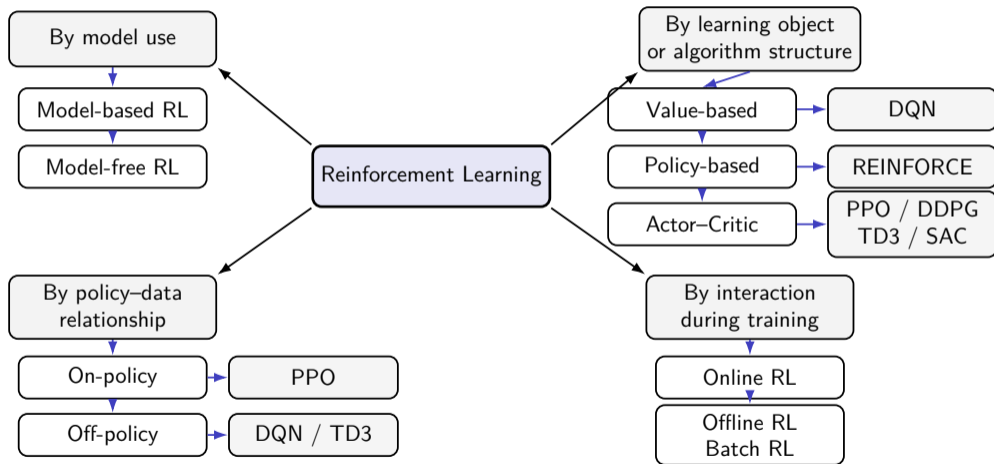 By model use
Model-based RL
Model-free RL
By learning object
or algorithm structure
Value-based
DQN
Policy-based
REINFORCE
Actor–Critic
PPO / DDPG
TD3 / SAC
Reinforcement Learning
By policy–data
relationship
On-policy
PPO
Off-policy
DQN / TD3
By interaction
during training
Online RL
Offline RL
Batch RL